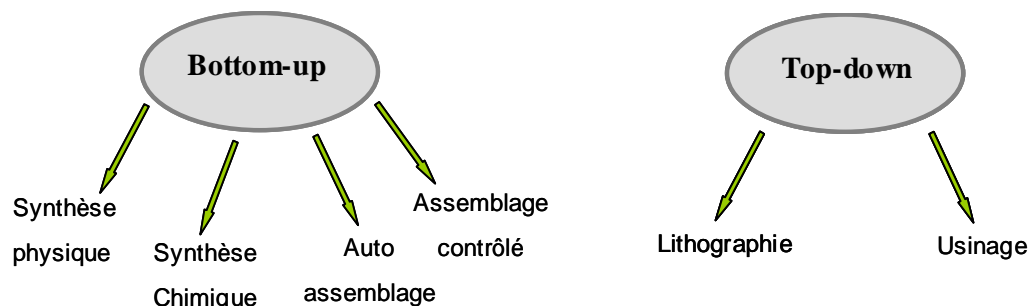 Bottom-up
Synthèse
physique
Synthèse
Chimique
Auto
assemblage
Assemblage
contrôlé
Top-down
Lithographie
Usinage